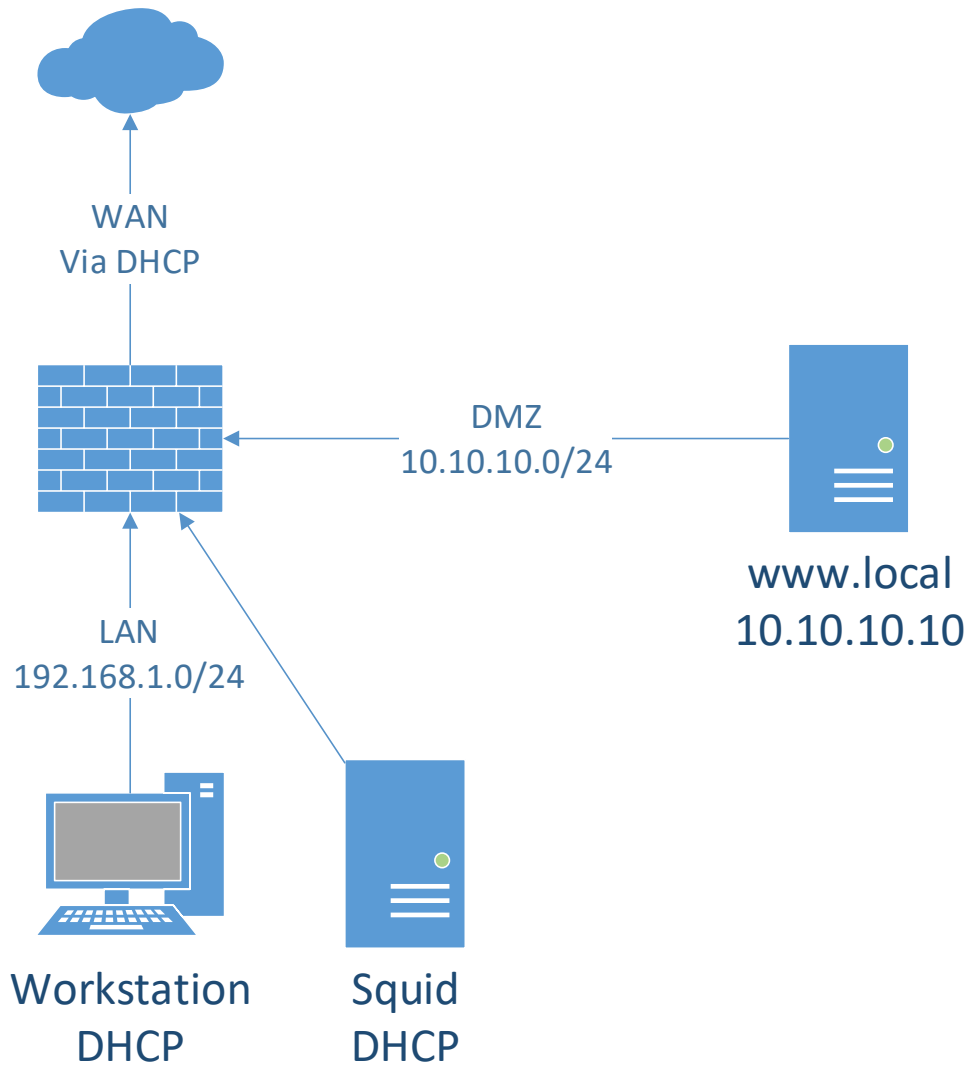 WAN
Via DHCP
DMZ
10.10.10.0/24
www.local
10.10.10.10
LAN
192.168.1.0/24
Workstation
DHCP
Squid
DHCP